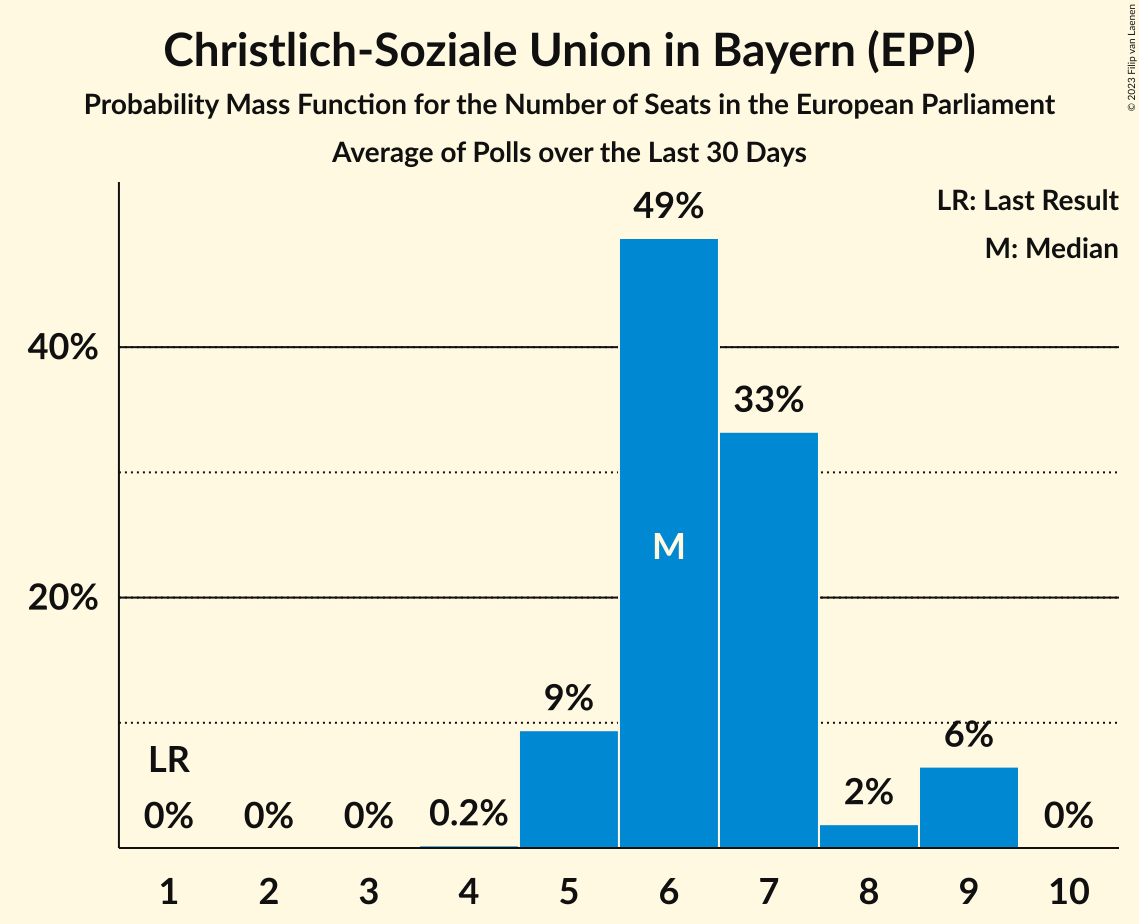 Christlich-Soziale Union in Bayern (EPP)
Probability Mass Function for the Number of Seats in the European Parliament
Average of Polls over the Last 30 Days
© 2023 Filip van Laenen
LR: Last Result
M: Median
49%
40%
33%
M
20%
9%
6%
LR
2%
0% 0% 0% 0.2% 0%
1 2 3 4 5 6 7 8 9 10